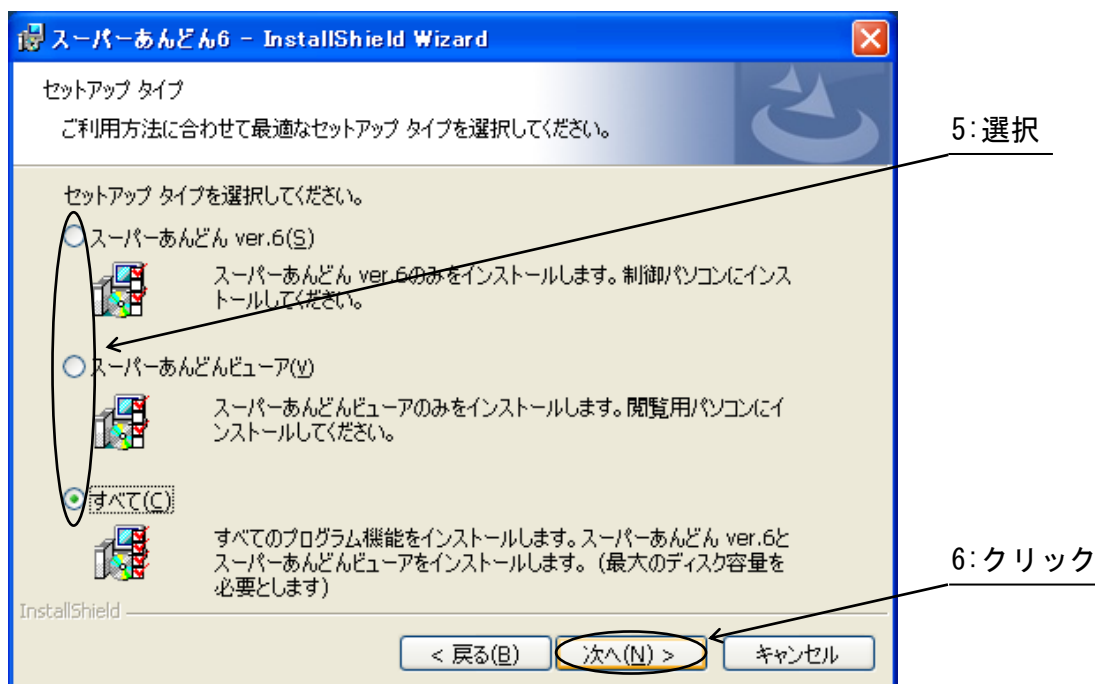 スーパーあんどん6 - InstallShield Wizard
セットアップ タイプ
ご利用方法に合わせて最適なセットアップ タイプを選択してください。
5:選択
セットアップ タイプを選択してください。
スーパーあんどん ver.6(S)
スーパーあんどん ver.6のみをインストールします。制御パソコンにインス
トールしてください。
スーパーあんどんビューア(V)
スーパーあんどんビューアのみをインストールします。閲覧用パソコンにイ
ンストールしてください。
すべて(C)
すべてのプログラム機能をインストールします。スーパーあんどん ver.6と
スーパーあんどんビューアをインストールします。（最大のディスク容量を
必要とします）
6:クリック
InstallShield
< 戻る(B)
次へ(N) >
キャンセル